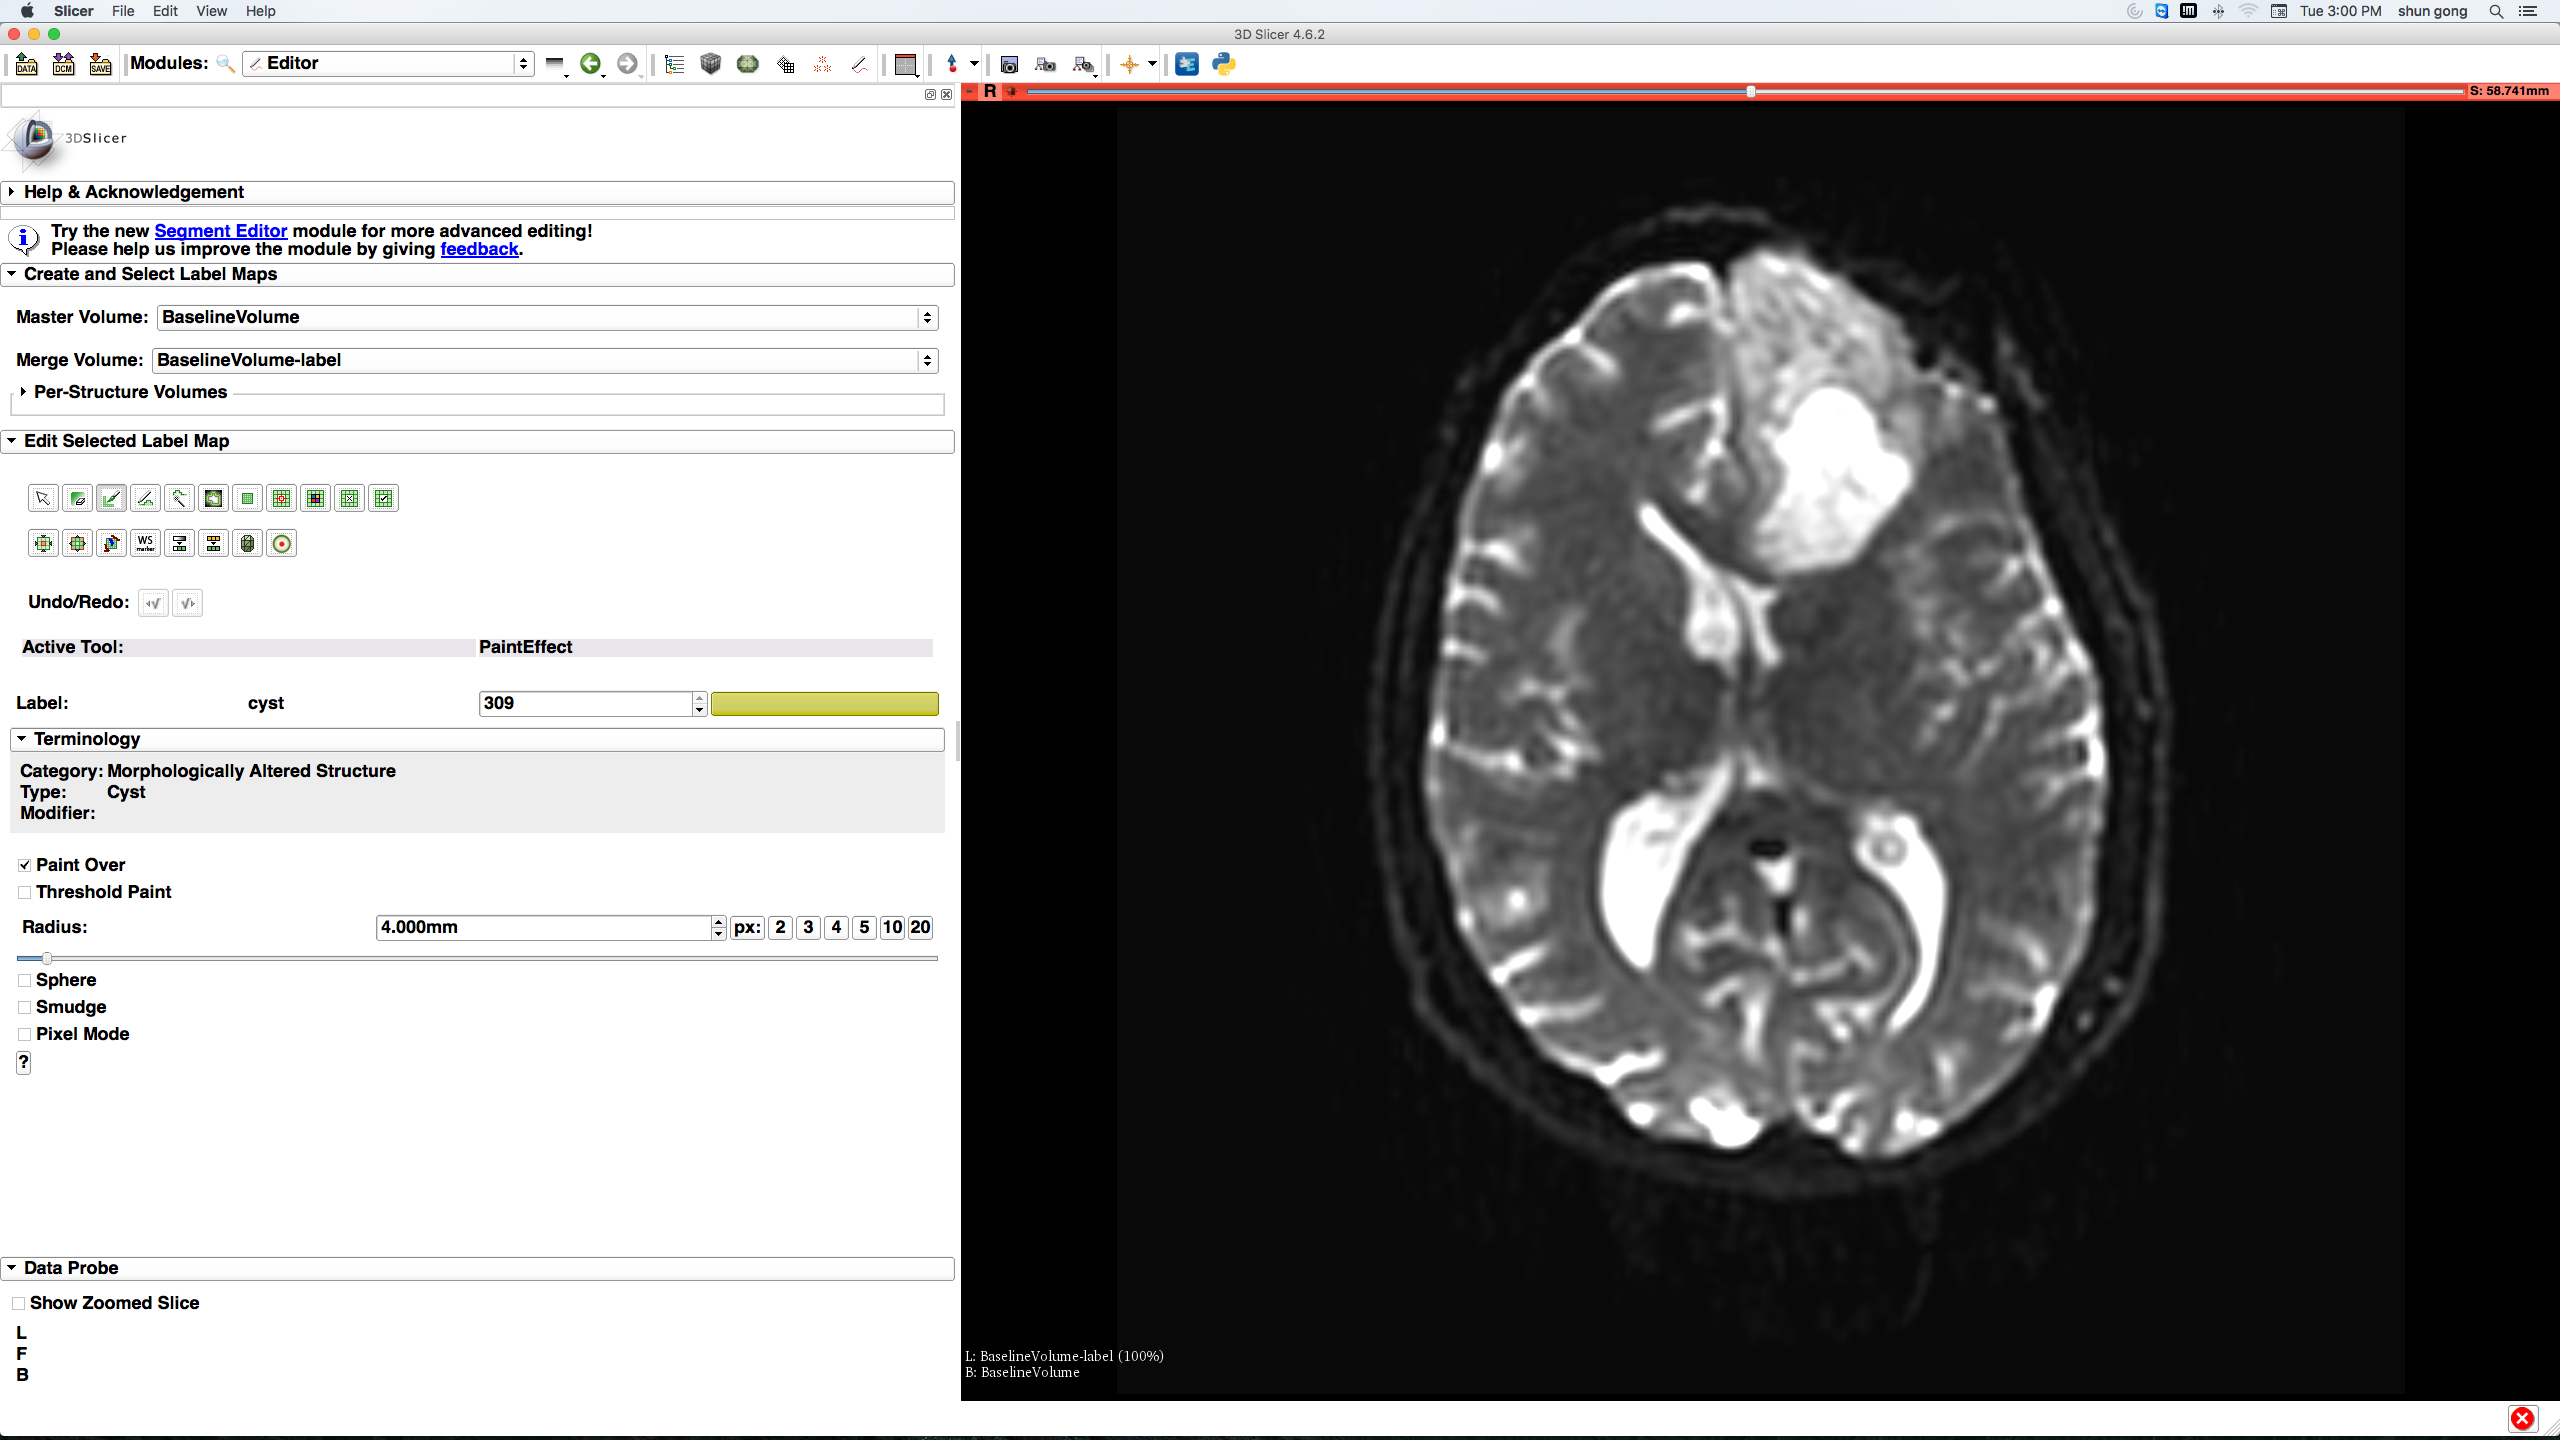 Slicer File Edit View Help Tue 3:00 PM shun gong
3D Slicer 4.6.2
DATA DCM SAVE Modules: Editor
R S: 58.741mm
3DSlicer
Help & Acknowledgement
Try the new Segment Editor module for more advanced editing!
Please help us improve the module by giving feedback.
Create and Select Label Maps
Master Volume: BaselineVolume
Merge Volume: BaselineVolume-label
Per-Structure Volumes
Edit Selected Label Map
WS
marker
Undo/Redo:
Active Tool: PaintEffect
Label: cyst 309
Terminology
Category: Morphologically Altered Structure
Type: Cyst
Modifier:
Paint Over
Threshold Paint
Radius: 4.000mm px: 2 3 4 5 10 20
Sphere
Smudge
Pixel Mode
?
Data Probe
Show Zoomed Slice
L
F
B
L: BaselineVolume-label (100%)
B: BaselineVolume